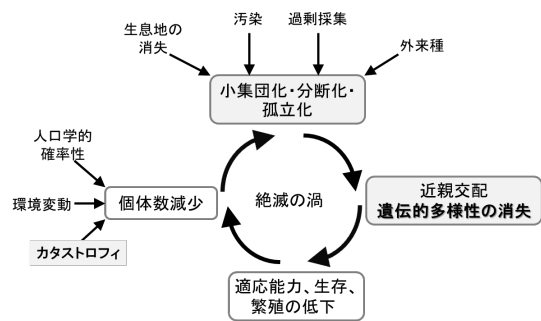 生息地の
消失
汚染
過剰採集
外来種
小集団化・分断化・
孤立化
人口学的
確率性
環境変動
カタストロフィ
個体数減少
絶滅の渦
近親交配
遺伝的多様性の消失
適応能力、生存、
繁殖の低下